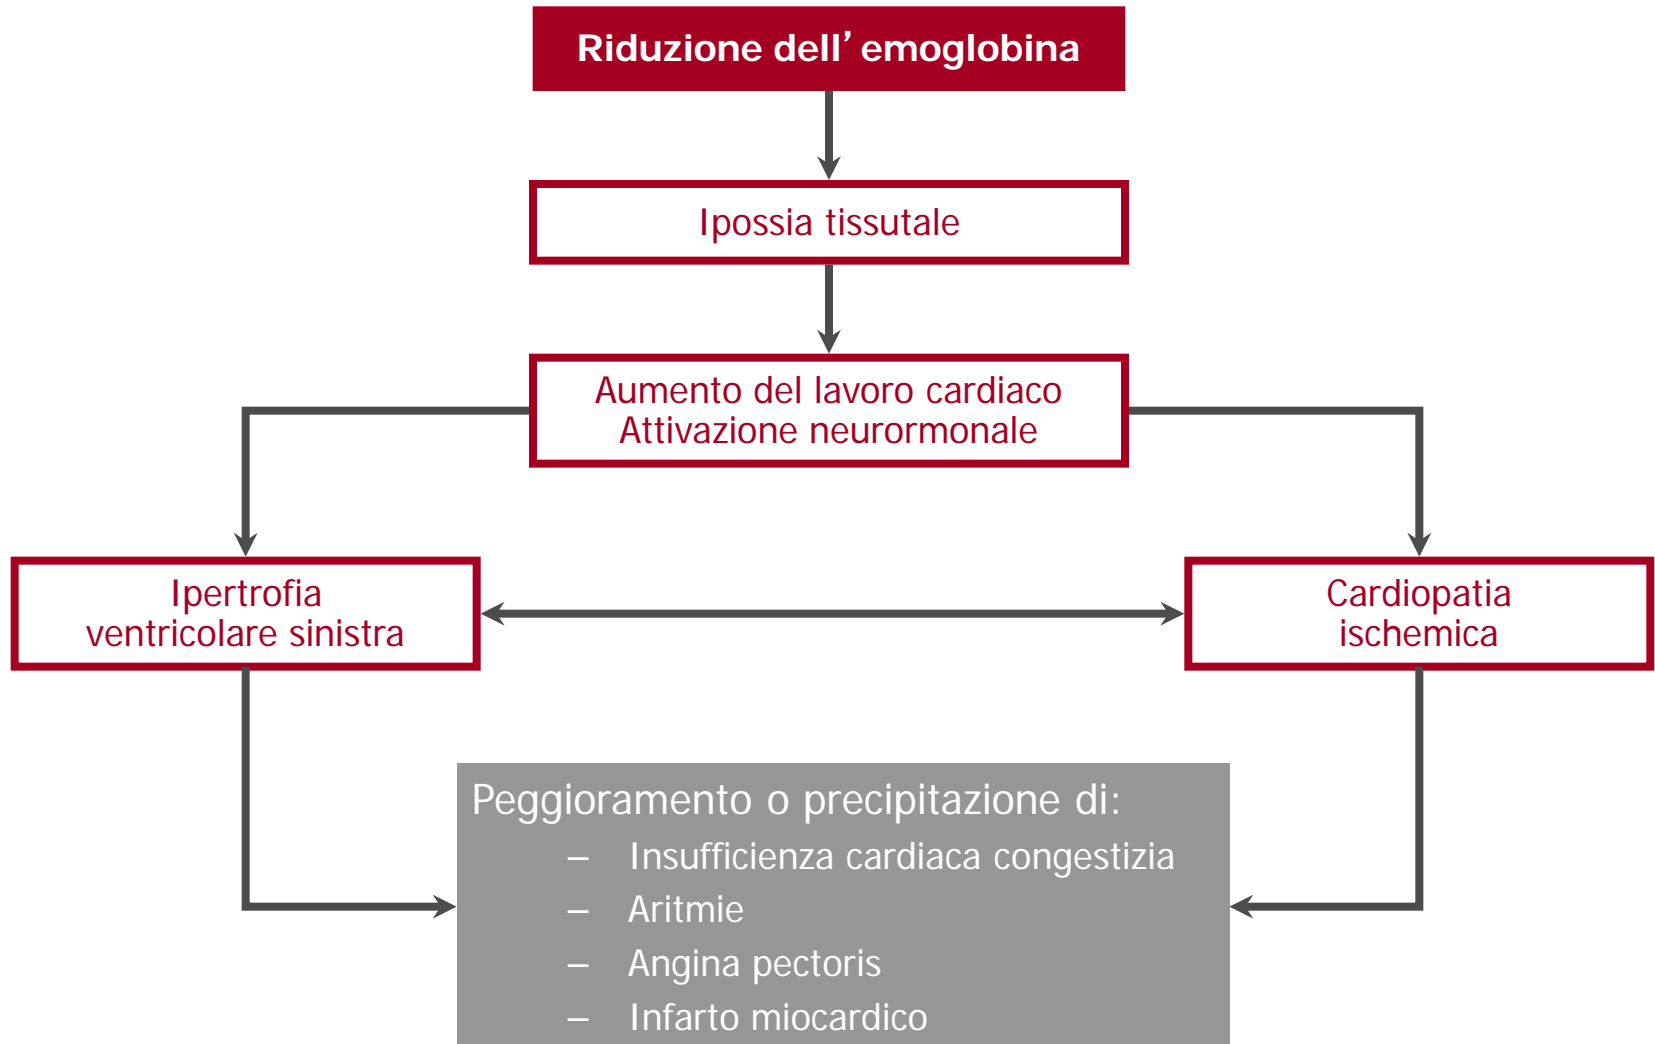 Riduzione dell’emoglobina
Ipossia tissutale
Aumento del lavoro cardiaco
Attivazione neurormonale
Ipertrofia
ventricolare sinistra
Cardiopatia
ischemica
Peggioramento o precipitazione di:
– Insufficienza cardiaca congestizia
– Aritmie
– Angina pectoris
– Infarto miocardico